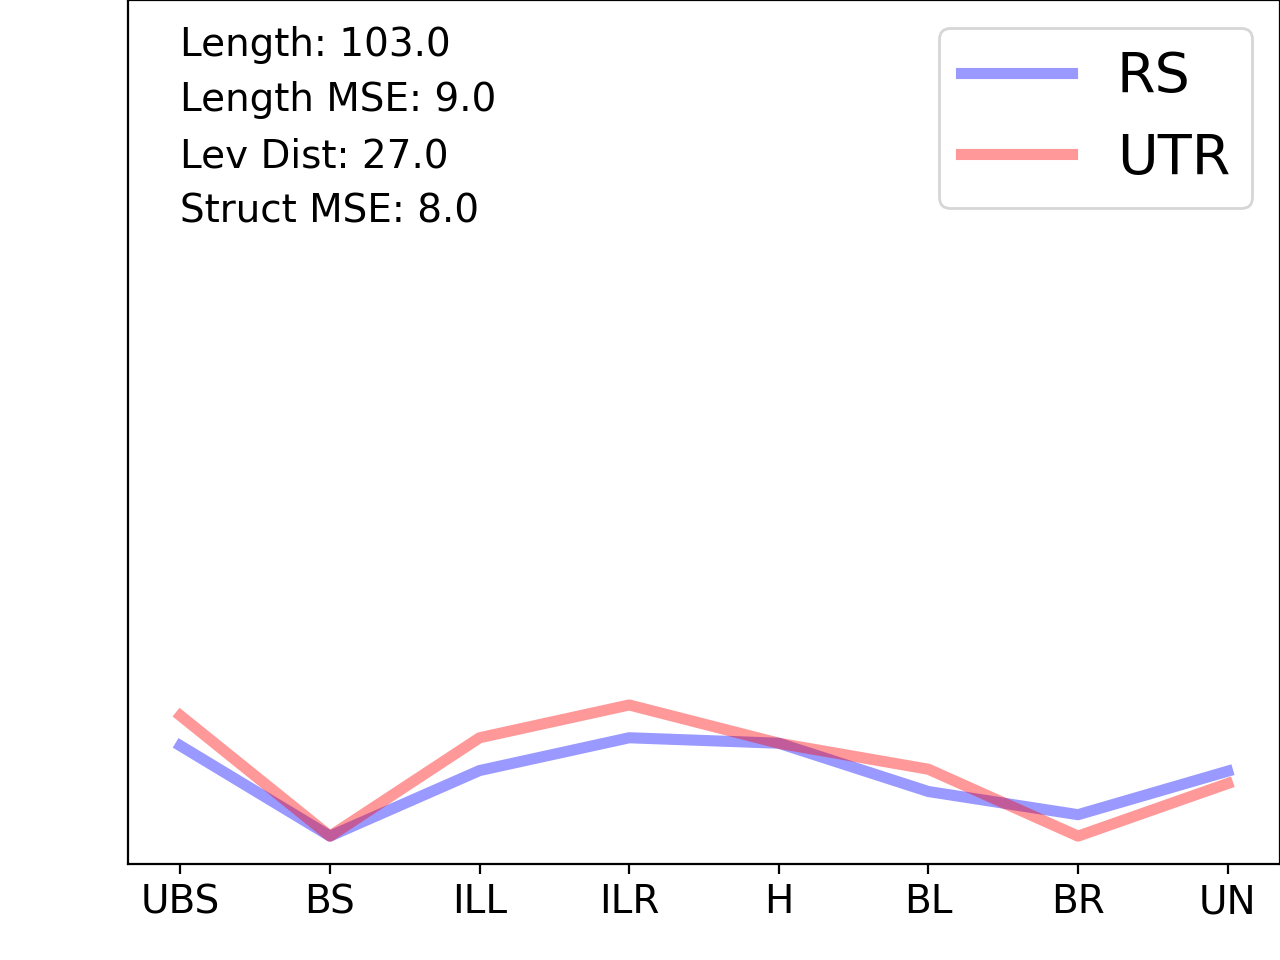 Length: 103.0
Length MSE: 9.0
Lev Dist: 27.0
Struct MSE: 8.0
RS
UTR
UBS BS ILL ILR H BL BR UN